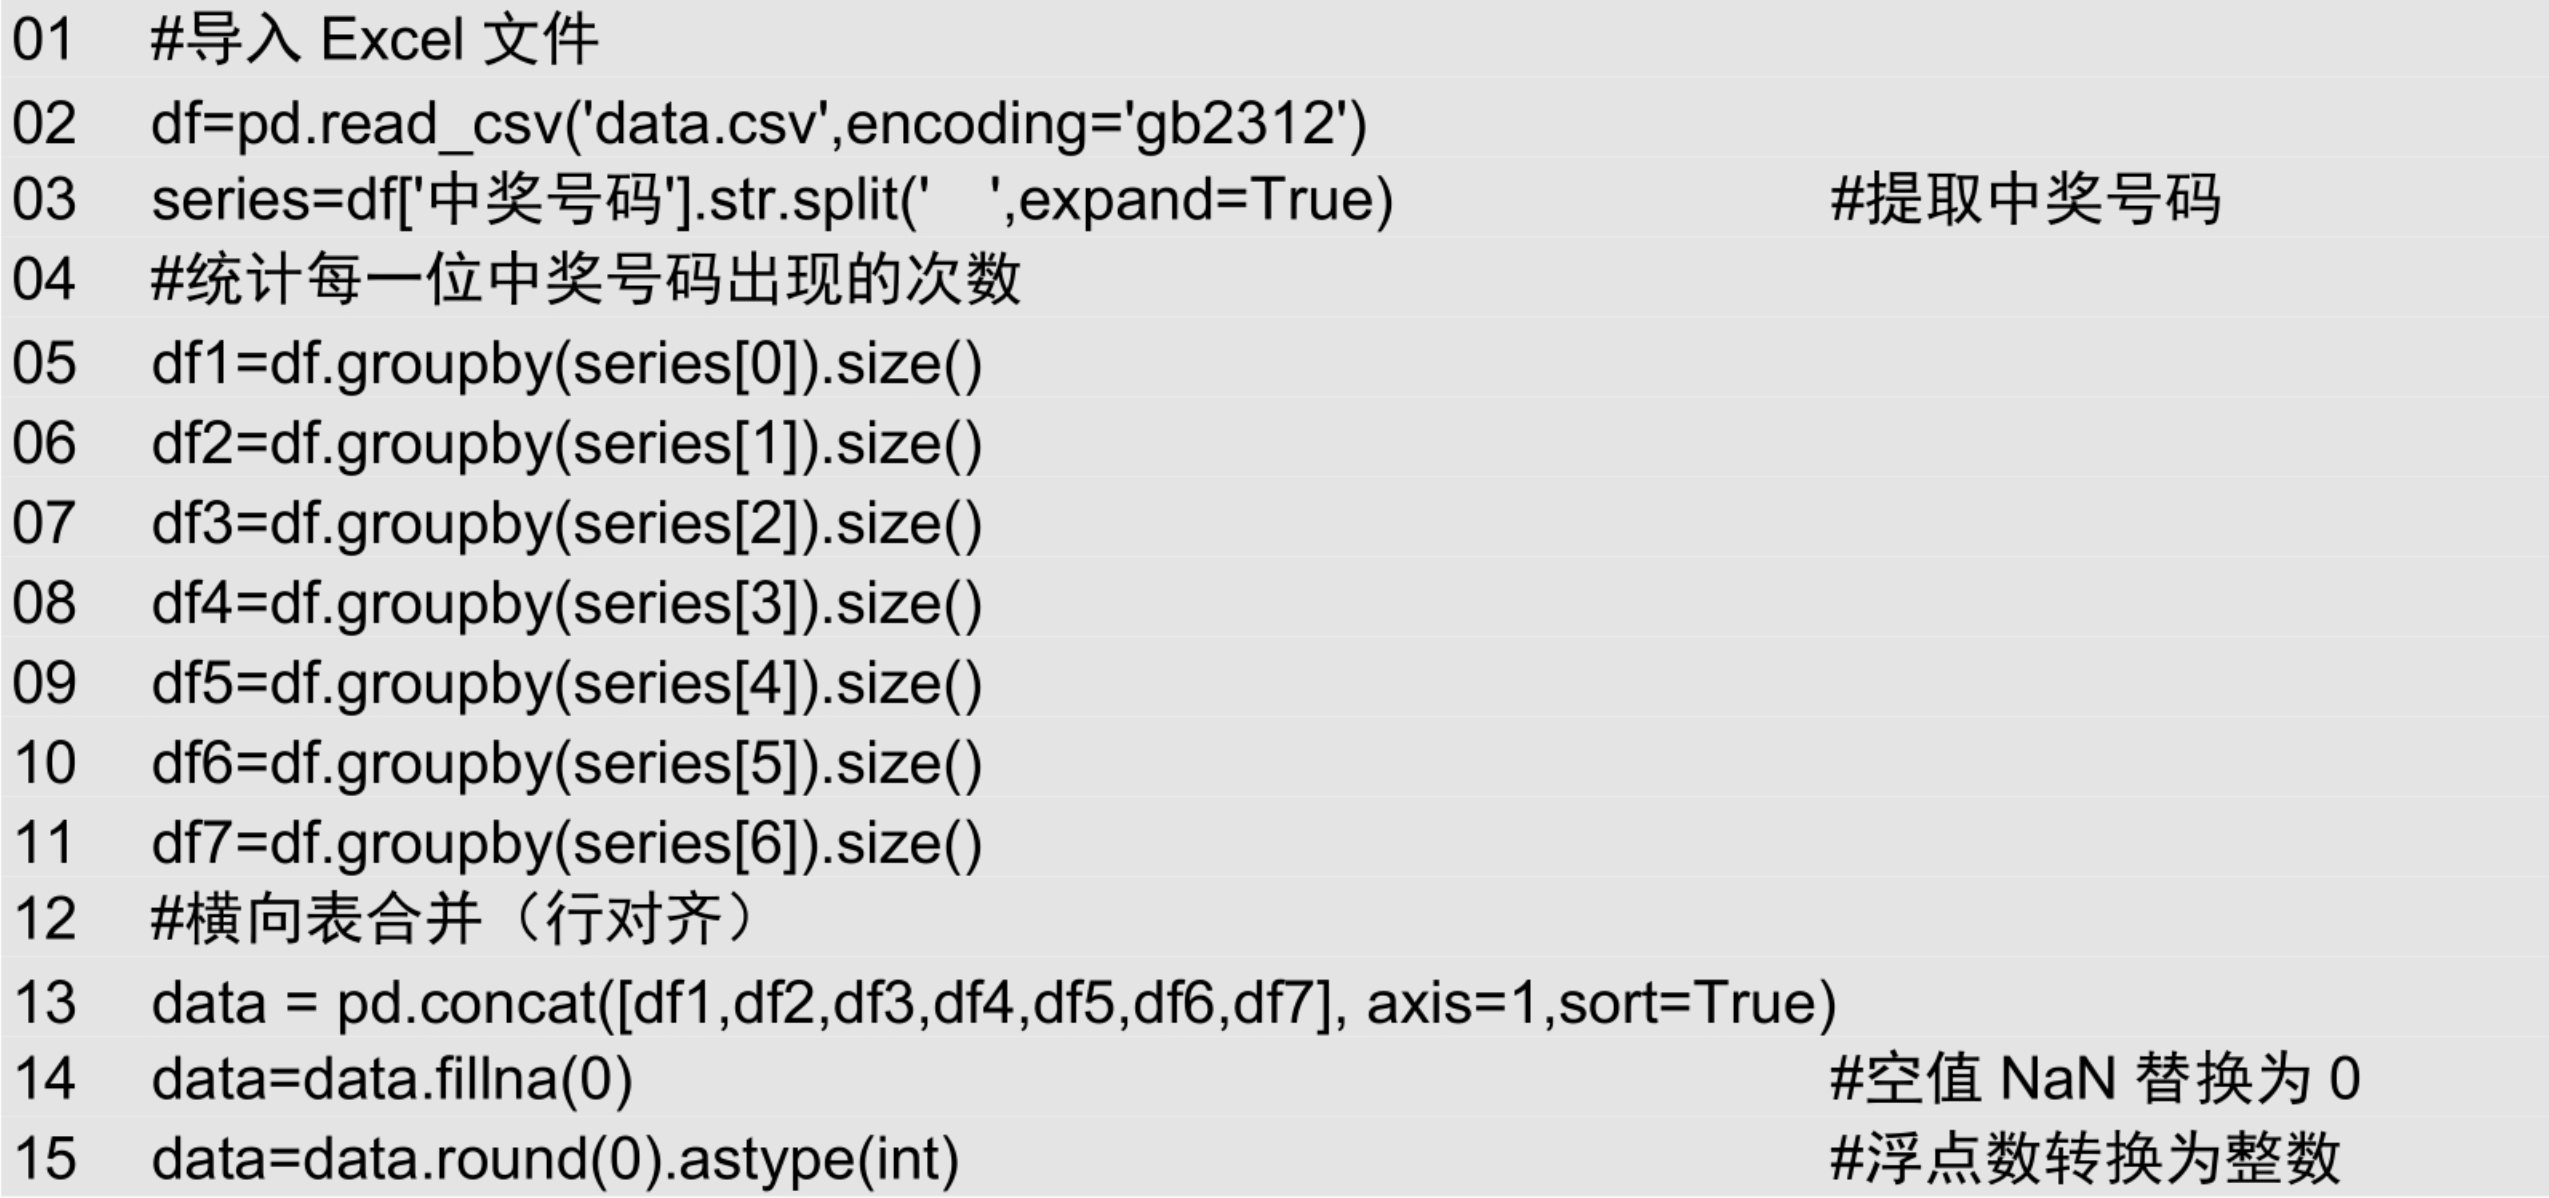 01 #导入 Excel 文件
02 df=pd.read_csv('data.csv',encoding='gb2312')
03 series=df['中奖号码'].str.split(' ',expand=True) #提取中奖号码
04 #统计每一位中奖号码出现的次数
05 df1=df.groupby(series[0]).size()
06 df2=df.groupby(series[1]).size()
07 df3=df.groupby(series[2]).size()
08 df4=df.groupby(series[3]).size()
09 df5=df.groupby(series[4]).size()
10 df6=df.groupby(series[5]).size()
11 df7=df.groupby(series[6]).size()
12 #横向表合并（行对齐）
13 data = pd.concat([df1,df2,df3,df4,df5,df6,df7], axis=1,sort=True)
14 data=data.fillna(0) #空值 NaN 替换为 0
15 data=data.round(0).astype(int) #浮点数转换为整数